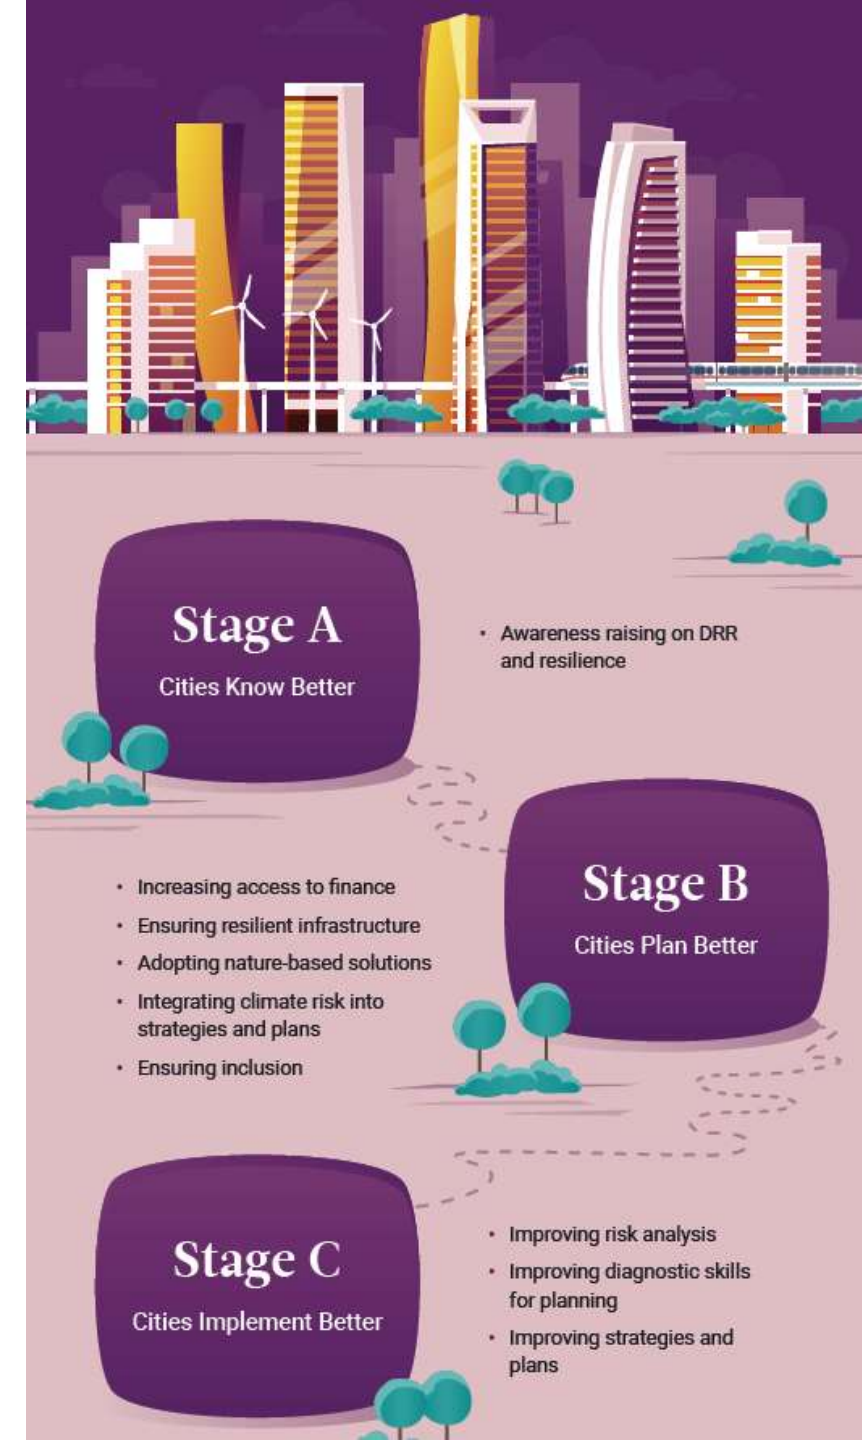 Stage A
Cities Know Better
• Awareness raising on DRR
and resilience
Stage B
Cities Plan Better
• Increasing access to finance
• Ensuring resilient infrastructure
• Adopting nature-based solutions
• Integrating climate risk into
strategies and plans
• Ensuring inclusion
Stage C
Cities Implement Better
• Improving risk analysis
• Improving diagnostic skills
for planning
• Improving strategies and
plans